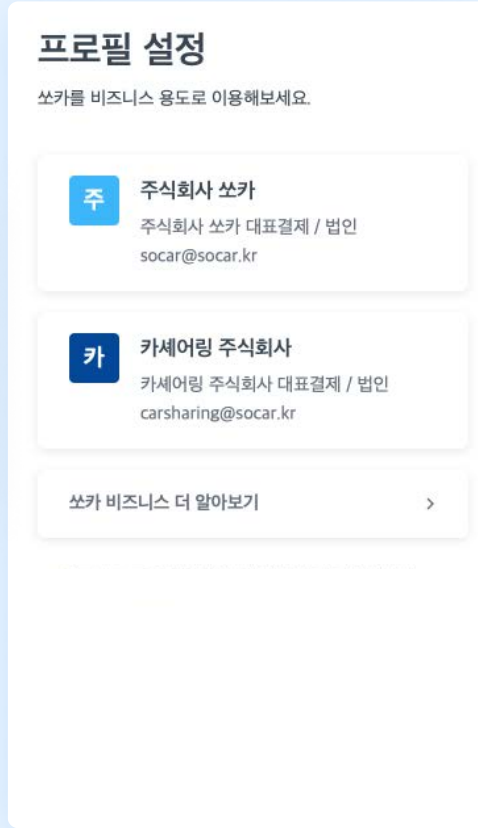 프로필 설정
쏘카를 비즈니스 용도로 이용해보세요.
주
주식회사 쏘카
주식회사 쏘카 대표결제 / 법인
socar@socar.kr
카
카셰어링 주식회사
카셰어링 주식회사 대표결제 / 법인
carsharing@socar.kr
쏘카 비즈니스 더 알아보기